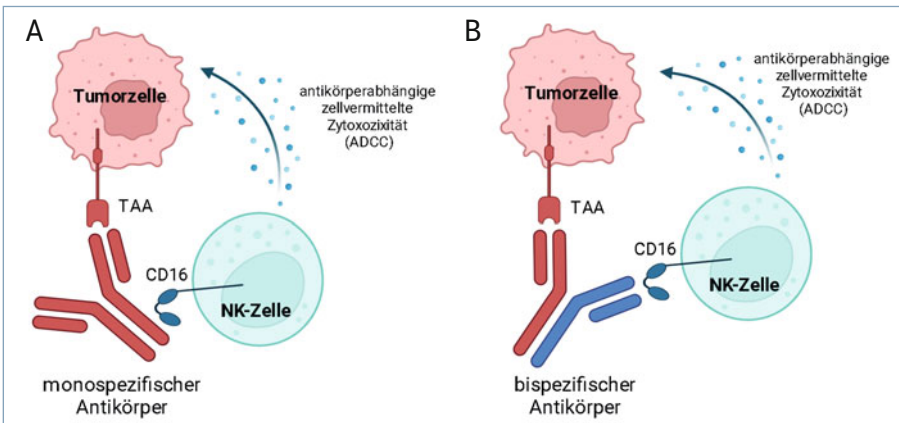 A
Tumorzelle
antikörperabhängige
zellvermittelte
Zytoxozixität
(ADCC)
TAA
CD16
NK-Zelle
monospezifischer
Antikörper
B
Tumorzelle
antikörperabhängige
zellvermittelte
Zytoxozixität
(ADCC)
TAA
CD16
NK-Zelle
bispezifischer
Antikörper